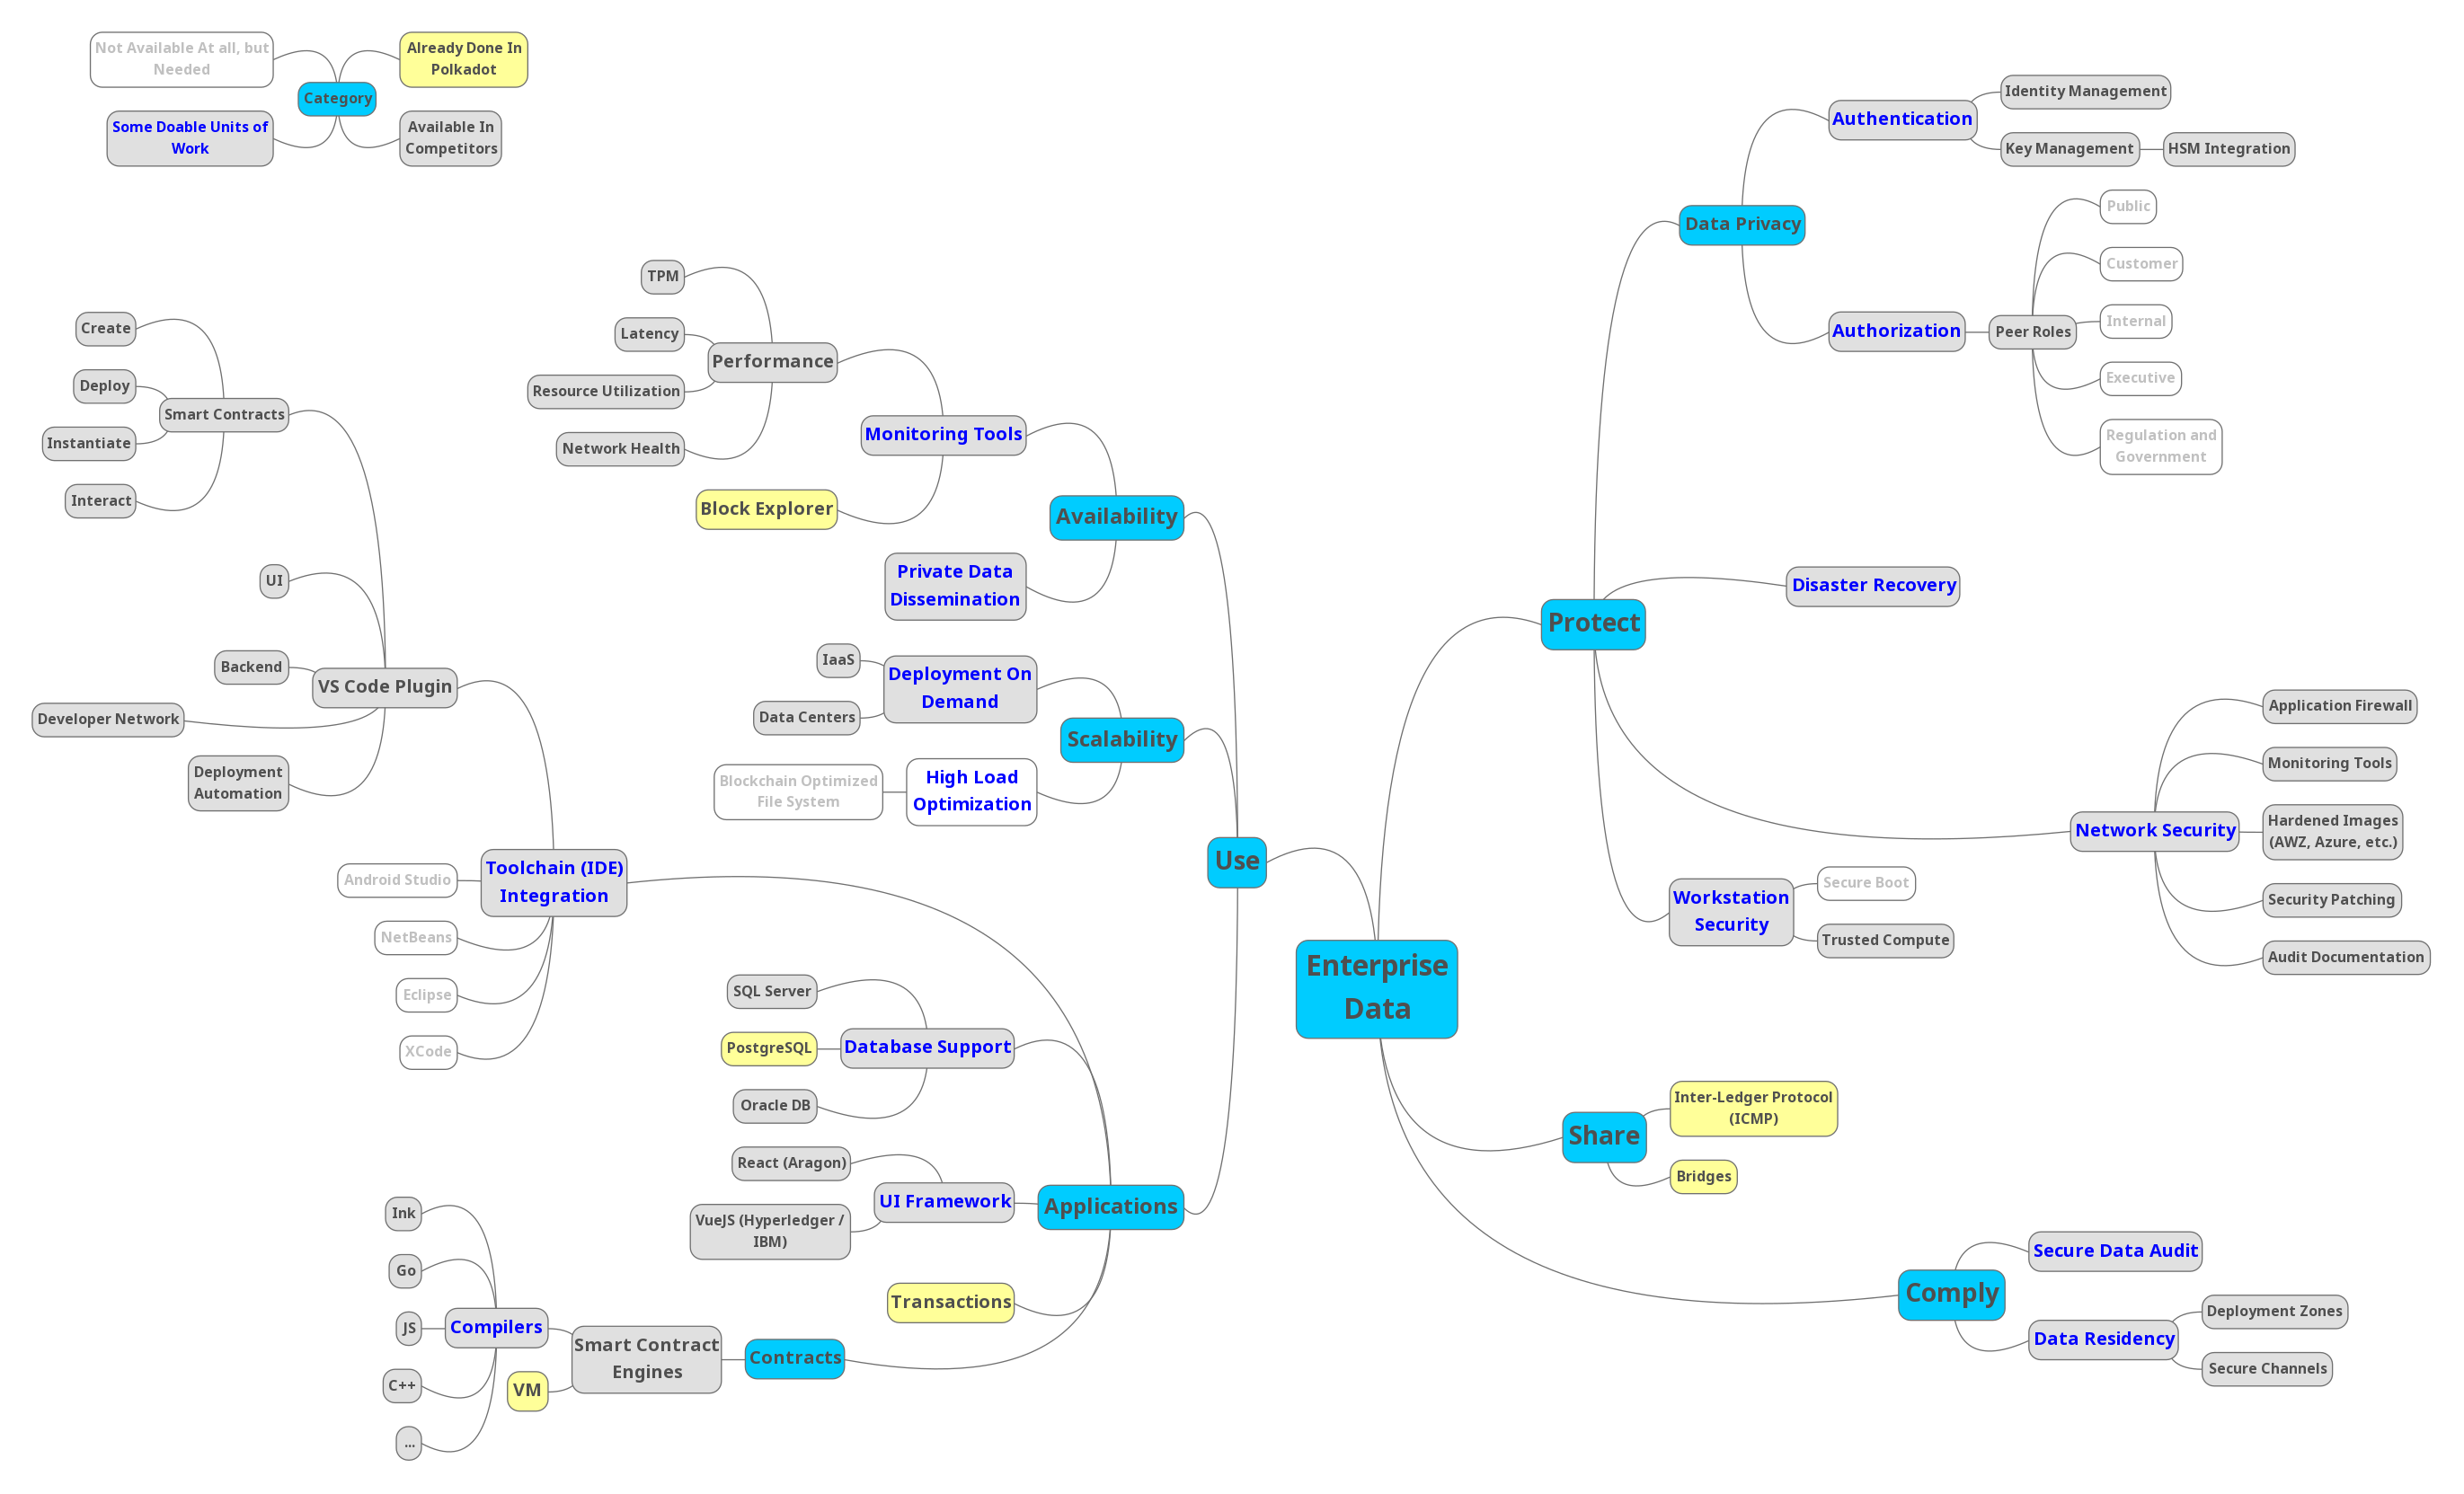 Not Available At all, but
Needed
Already Done In
Polkadot
Category
Some Doable Units of
Work
Available In
Competitors
TPM
Latency
Performance
Resource Utilization
Network Health
Monitoring Tools
Block Explorer
Availability
Private Data
Dissemination
Create
Deploy
Smart Contracts
Instantiate
Interact
UI
Backend
VS Code Plugin
Developer Network
Deployment
Automation
IaaS
Deployment On
Demand
Data Centers
Scalability
Blockchain Optimized
File System
High Load
Optimization
Use
Toolchain (IDE)
Integration
Android Studio
NetBeans
Eclipse
XCode
SQL Server
PostgreSQL
Database Support
Oracle DB
React (Aragon)
UI Framework
VueJS (Hyperledger /
IBM)
Applications
Transactions
Ink
Go
JS
Compilers
C++
...
VM
Smart Contract
Engines
Contracts
Enterprise
Data
Protect
Data Privacy
Authentication
Identity Management
Key Management
HSM Integration
Authorization
Peer Roles
Public
Customer
Internal
Executive
Regulation and
Government
Disaster Recovery
Network Security
Application Firewall
Monitoring Tools
Hardened Images
(AWZ, Azure, etc.)
Security Patching
Audit Documentation
Workstation
Security
Secure Boot
Trusted Compute
Share
Inter-Ledger Protocol
(ICMP)
Bridges
Comply
Secure Data Audit
Data Residency
Deployment Zones
Secure Channels